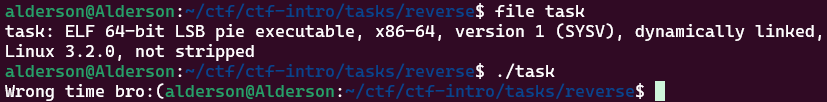 alderson@Alderson:~/ctf/ctf-intro/tasks/reverse$ file task
task: ELF 64-bit LSB pie executable, x86-64, version 1 (SYSV), dynamically linked,
Linux 3.2.0, not stripped
alderson@Alderson:~/ctf/ctf-intro/tasks/reverse$ ./task
Wrong time bro:(alderson@Alderson:~/ctf/ctf-intro/tasks/reverse$